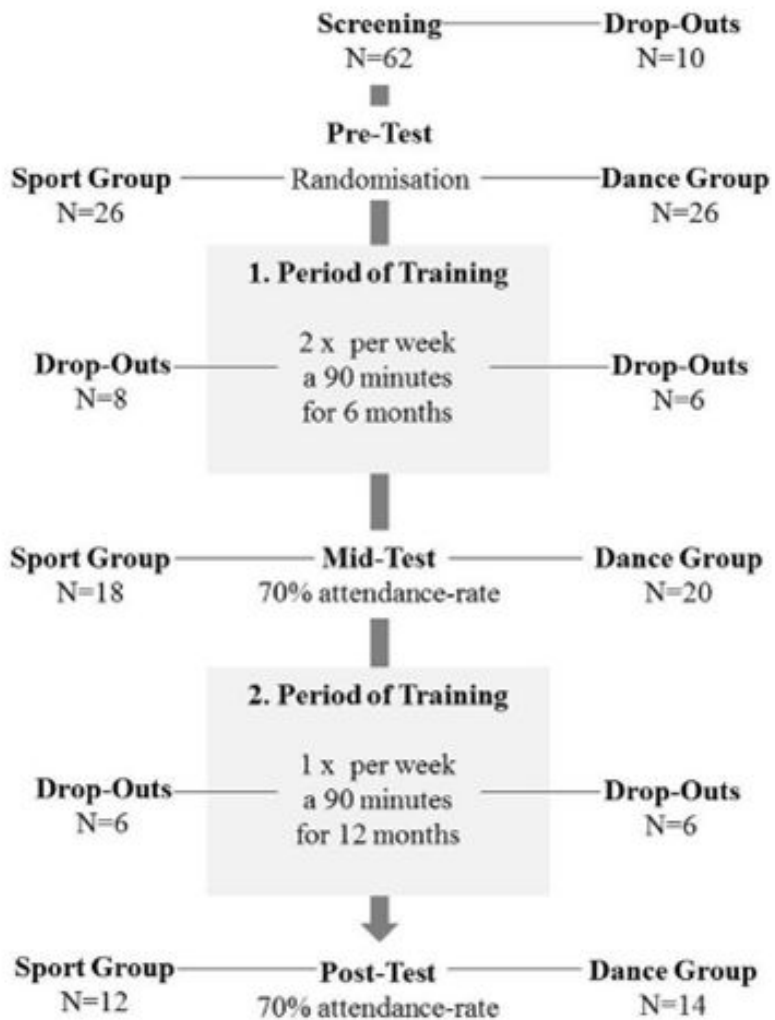 Screening Drop-Outs
N=62 N=10
Pre-Test
Sport Group Randomisation Dance Group
N=26 N=26
1. Period of Training
2 x per week
Drop-Outs a 90 minutes Drop-Outs
N=8 for 6 months N=6
Sport Group Mid-Test Dance Group
N=18 70% attendance-rate N=20
2. Period of Training
1 x per week
Drop-Outs a 90 minutes Drop-Outs
N=6 for 12 months N=6
Sport Group Post-Test Dance Group
N=12 70% attendance-rate N=14